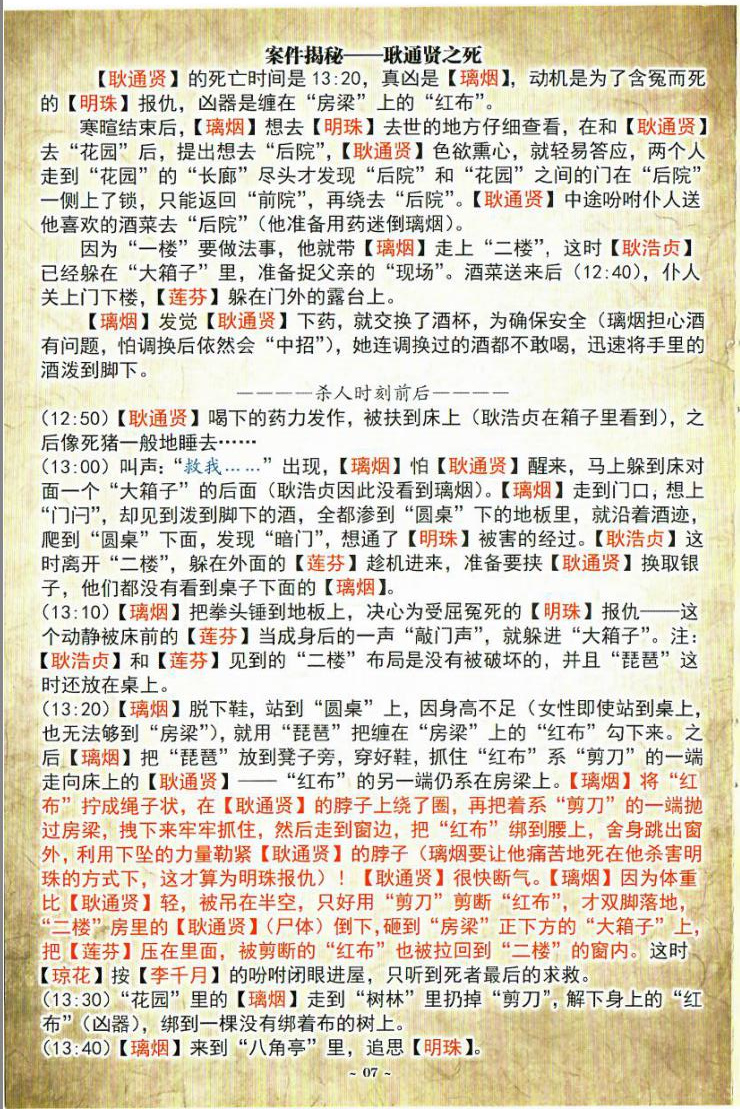 案件揭秘——耿通贤之死
【耿通贤】的死亡时间是13:20，真凶是【璃烟】，动机是为了含冤而死
的【明珠】报仇，凶器是缠在“房梁”上的“红布”。
寒暄结束后，【璃烟】想去【明珠】去世的地方仔细查看，在和【耿通贤】
去“花园”后，提出想去“后院”，【耿通贤】色欲熏心，就轻易答应，两个人
走到“花园”的“长廊”尽头才发现“后院”和“花园”之间的门在“后院”
一侧上了锁，只能返回“前院”，再绕去“后院”。【耿通贤】中途吩咐仆人送
他喜欢的酒菜去“后院”（他准备用药迷倒璃烟）。
因为“一楼”要做法事，他就带【璃烟】走上“二楼”，这时【耿浩贞】
已经躲在“大箱子”里，准备捉父亲的“现场”。酒菜送来后（12:40），仆人
关上门下楼，【莲芬】躲在门外的露台上。
【璃烟】发觉【耿通贤】下药，就交换了酒杯，为确保安全（璃烟担心酒
有问题，怕调换后依然会“中招”），她连调换过的酒都不敢喝，迅速将手里的
酒泼到脚下。
————杀人时刻前后————
(12:50)【耿通贤】喝下的药力发作，被扶到床上（耿浩贞在箱子里看到），之
后像死猪一般地睡去……
(13:00) 叫声：“救我……”出现，【璃烟】怕【耿通贤】醒来，马上躲到床对
面一个“大箱子”的后面（耿浩贞因此没看到璃烟）。【璃烟】走到门口，想上
“门闩”，却见到泼到脚下的酒，全都渗到“圆桌”下的地板里，就沿着酒迹，
爬到“圆桌”下面，发现“暗门”，想通了【明珠】被害的经过。【耿浩贞】这
时离开“二楼”，躲在外面的【莲芬】趁机进来，准备要挟【耿通贤】换取银
子，他们都没有看到桌子下面的【璃烟】。
(13:10)【璃烟】把拳头锤到地板上，决心为受屈冤死的【明珠】报仇——这
个动静被床前的【莲芬】当成身后的一声“敲门声”，就躲进“大箱子”。注：
【耿浩贞】和【莲芬】见到的“二楼”布局是没有被破坏的，并且“琵琶”这
时还放在桌上。
(13:20)【璃烟】脱下鞋，站到“圆桌”上，因身高不足（女性即使站到桌上，
也无法够到“房梁”），就用“琵琶”把缠在“房梁”上的“红布”勾下来。之
后【璃烟】把“琵琶”放到凳子旁，穿好鞋，抓住“红布”系“剪刀”的一端
走向床上的【耿通贤】——“红布”的另一端仍系在房梁上。【璃烟】将“红
布”拧成绳子状，在【耿通贤】的脖子上绕了圈，再把着系“剪刀”的一端抛
过房梁，拽下来牢牢抓住，然后走到窗边，把“红布”绑到腰上，舍身跳出窗
外，利用下坠的力量勒紧【耿通贤】的脖子（璃烟要让他痛苦地死在他杀害明
珠的方式下，这才算为明珠报仇）！【耿通贤】很快断气。【璃烟】因为体重
比【耿通贤】轻，被吊在半空，只好用“剪刀”剪断“红布”，才双脚落地，
“二楼”房里的【耿通贤】（尸体）倒下，砸到“房梁”正下方的“大箱子”上，
把【莲芬】压在里面，被剪断的“红布”也被拉回到“二楼”的窗内。这时
【琼花】按【李千月】的吩咐闭眼进屋，只听到死者最后的求救。
(13:30)“花园”里的【璃烟】走到“树林”里扔掉“剪刀”，解下身上的“红
布”（凶器），绑到一棵没有绑着布的树上。
(13:40)【璃烟】来到“八角亭”里，追思【明珠】。
~ 07 ~